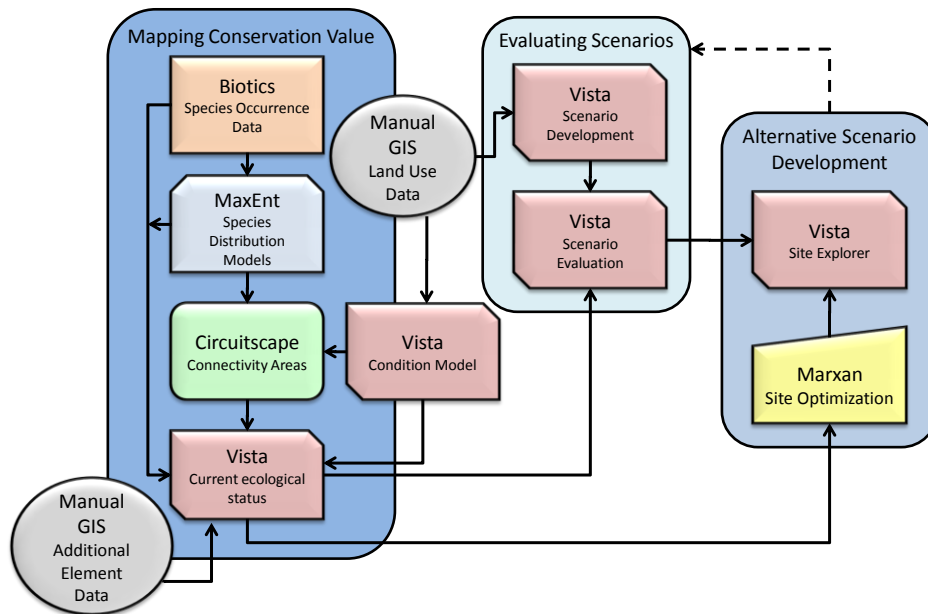 Mapping Conservation Value
Biotics
Species Occurrence
Data
MaxEnt
Species
Distribution
Models
Circuitscape
Connectivity Areas
Vista
Current ecological
status
Manual
GIS
Additional
Element
Data
Manual
GIS
Land Use
Data
Vista
Condition Model
Evaluating Scenarios
Vista
Scenario
Development
Vista
Scenario
Evaluation
Alternative Scenario
Development
Vista
Site Explorer
Marxan
Site Optimization